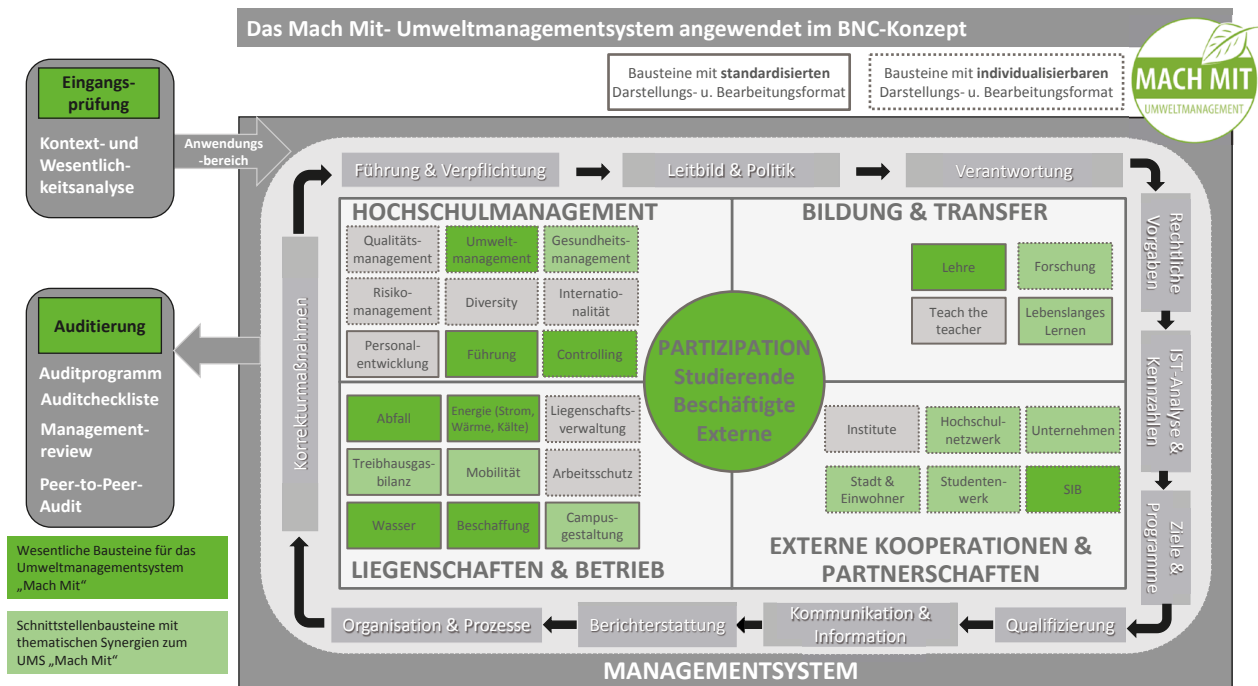 Das Mach Mit- Umweltmanagementsystem angewendet im BNC-Konzept
Bausteine mit standardisierten
Darstellungs- u. Bearbeitungsformat
Bausteine mit individualisierbaren
Darstellungs- u. Bearbeitungsformat
MACH MIT
UMWELTMANAGEMENT
Eingangs-
prüfung
Kontext- und
Wesentlich-
keitsanalyse
Anwendungs
-bereich
Führung & Verpflichtung
Leitbild & Politik
Verantwortung
Rechtliche
Vorgaben
IST-Analyse &
Kennzahlen
Ziele &
Programme
Qualifizierung
Kommunikation &
Information
Berichterstattung
Organisation & Prozesse
Korrekturmaßnahmen
HOCHSCHULMANAGEMENT
Qualitäts-
management
Umwelt-
management
Gesundheits-
management
Risiko-
management
Diversity
Internatio-
nalität
Personal-
entwicklung
Führung
Controlling
BILDUNG & TRANSFER
Lehre
Forschung
Teach the
teacher
Lebenslanges
Lernen
PARTIZIPATION
Studierende
Beschäftigte
Externe
Abfall
Energie (Strom,
Wärme, Kälte)
Liegenschafts-
verwaltung
Treibhausgas-
bilanz
Mobilität
Arbeitsschutz
Wasser
Beschaffung
Campus-
gestaltung
LIEGENSCHAFTEN & BETRIEB
Institute
Hochschul-
netzwerk
Unternehmen
Stadt &
Einwohner
Studenten-
werk
SIB
EXTERNE KOOPERATIONEN &
PARTNERSCHAFTEN
MANAGEMENTSYSTEM
Auditierung
Auditprogramm
Auditcheckliste
Management-
review
Peer-to-Peer-
Audit
Wesentliche Bausteine für das
Umweltmanagementsystem
„Mach Mit“
Schnittstellenbausteine mit
thematischen Synergien zum
UMS „Mach Mit“